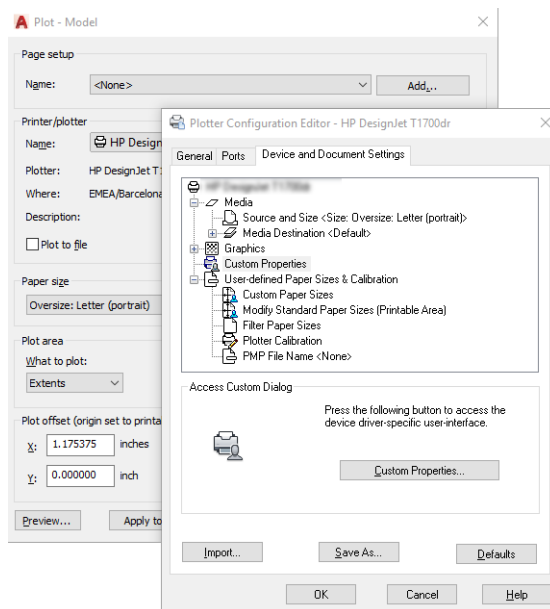 Plot - Model
Page setup
Name:
<None>
Add...
Printer/plotter
Name:
HP Design
Plotter:
HP DesignJet T1
Where:
EMEA/Barcelona
Description:
Plot to file
Paper size
Oversize: Letter (portrait)
Plot area
What to plot:
Extents
Plot offset (origin set to printa
X:
1.175375
inches
Y:
0.000000
inch
Preview...
Apply to
Plotter Configuration Editor - HP DesignJet T1700dr
General
Ports
Device and Document Settings
Media
Source and Size <Size: Oversize: Letter (portrait)>
Media Destination <Default>
Graphics
Custom Properties
User-defined Paper Sizes & Calibration
Custom Paper Sizes
Modify Standard Paper Sizes (Printable Area)
Filter Paper Sizes
Plotter Calibration
PMP File Name <None>
Access Custom Dialog
Press the following button to access the
device driver-specific user-interface.
Custom Properties...
Import...
Save As...
Defaults
OK
Cancel
Help